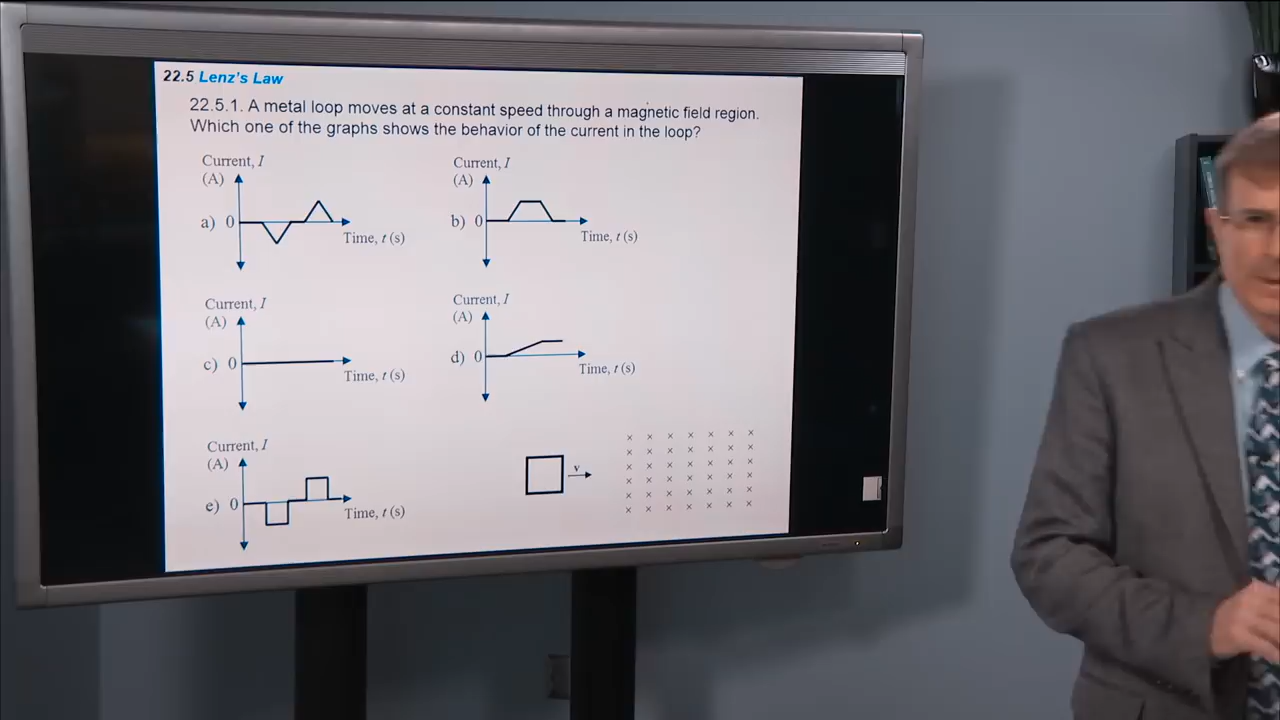 22.5 Lenz's Law
22.5.1. A metal loop moves at a constant speed through a magnetic field region.
Which one of the graphs shows the behavior of the current in the loop?
Current, I
(A)
a) 0
Time, t (s)
Current, I
(A)
b) 0
Time, t (s)
Current, I
(A)
c) 0
Time, t (s)
Current, I
(A)
d) 0
Time, t (s)
Current, I
(A)
e) 0
Time, t (s)
v
× × × × × × ×
× × × × × × ×
× × × × × × ×
× × × × × × ×
× × × × × × ×
× × × × × × ×